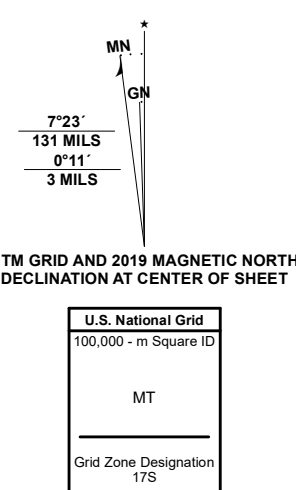 ★
MN
GN
7°23´
131 MILS
0°11´
3 MILS
TM GRID AND 2019 MAGNETIC NORTH
DECLINATION AT CENTER OF SHEET
U.S. National Grid
100,000 - m Square ID
MT
Grid Zone Designation
17S